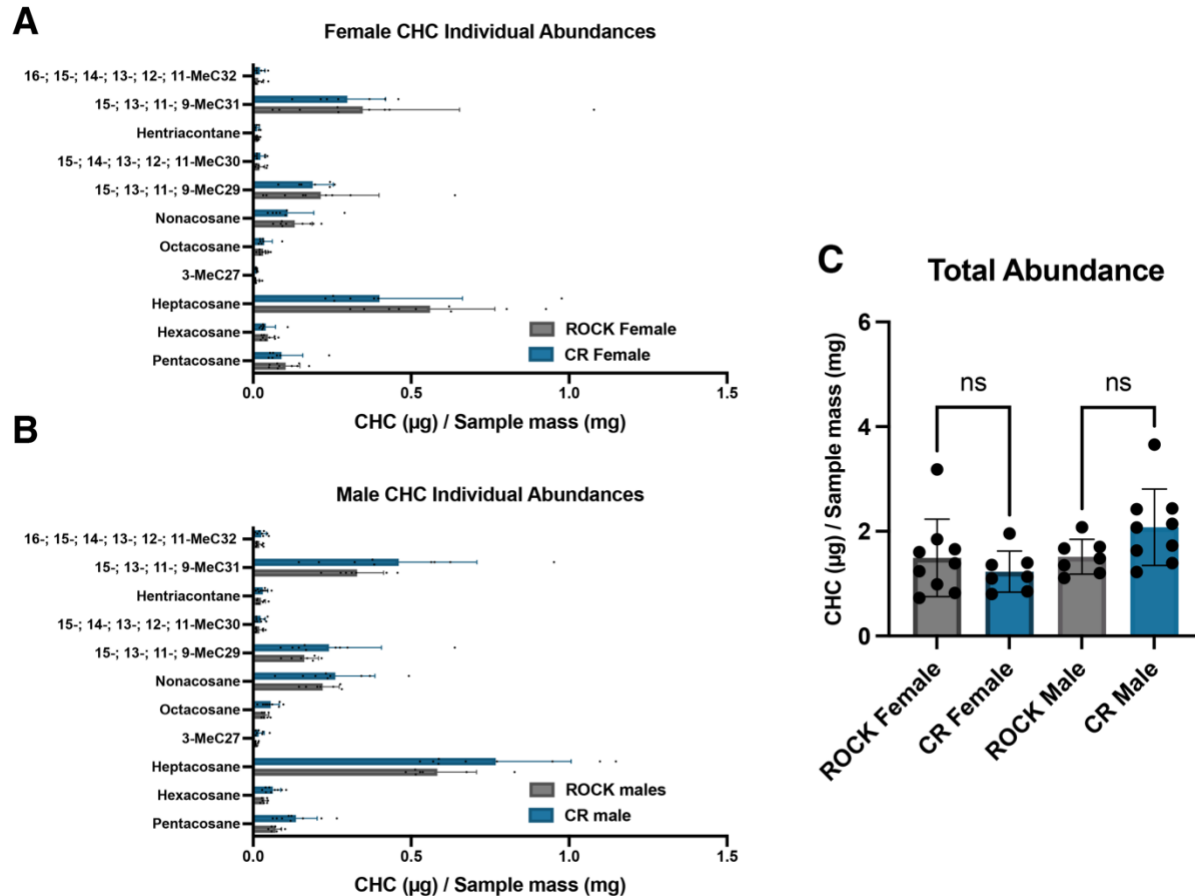 A
Female CHC Individual Abundances
16-; 15-; 14-; 13-; 12-; 11-MeC32
15-; 13-; 11-; 9-MeC31
Hentriacontane
15-; 14-; 13-; 12-; 11-MeC30
15-; 13-; 11-; 9-MeC29
Nonacosane
Octacosane
3-MeC27
Heptacosane
Hexacosane
Pentacosane
ROCK Female
CR Female
0.0 0.5 1.0 1.5
CHC (µg) / Sample mass (mg)
B
Male CHC Individual Abundances
16-; 15-; 14-; 13-; 12-; 11-MeC32
15-; 13-; 11-; 9-MeC31
Hentriacontane
15-; 14-; 13-; 12-; 11-MeC30
15-; 13-; 11-; 9-MeC29
Nonacosane
Octacosane
3-MeC27
Heptacosane
Hexacosane
Pentacosane
ROCK males
CR male
0.0 0.5 1.0 1.5
CHC (µg) / Sample mass (mg)
C
Total Abundance
CHC (µg) / Sample mass (mg)
6
4
2
0
ns ns
ROCK Female
CR Female
ROCK Male
CR Male